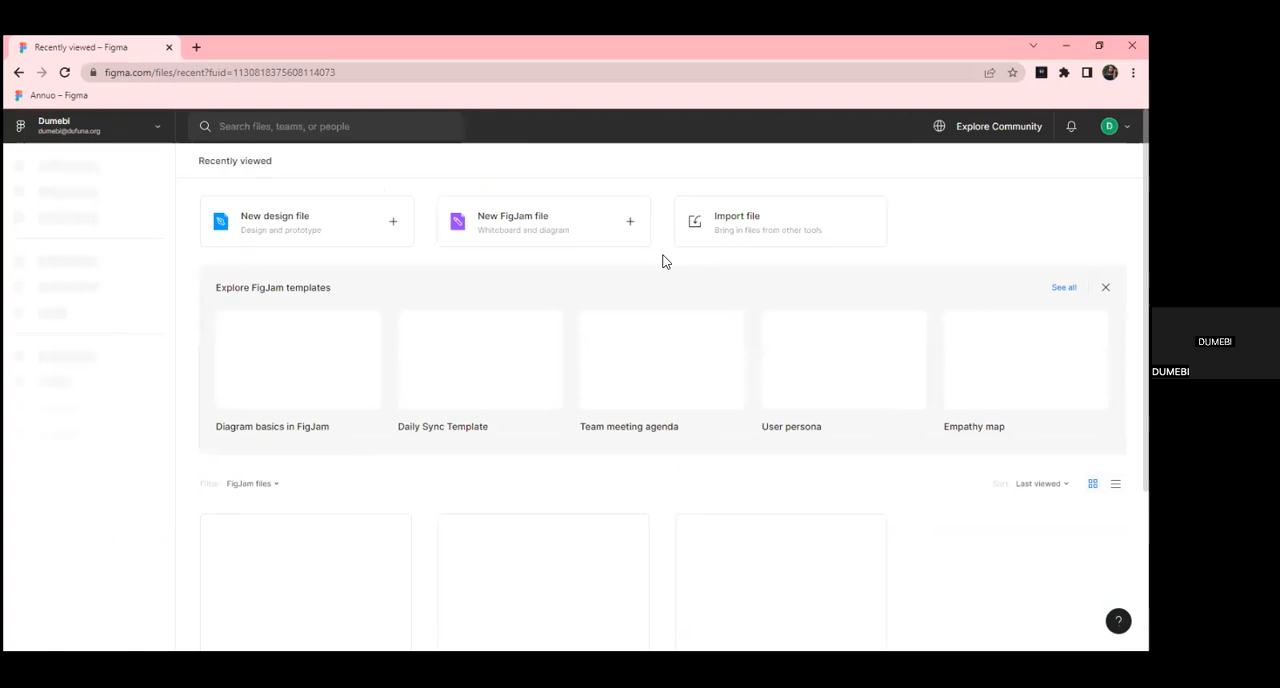 Recently viewed – Figma
figma.com/files/recent?fuid=1130818375608114073
Annuo – Figma
Dumebi
dumebi@dufuna.org
Search files, teams, or people
Explore Community
D
Recently viewed
New design file
Design and prototype
New FigJam file
Whiteboard and diagram
Import file
Bring in files from other tools
Explore FigJam templates
See all
Diagram basics in FigJam
Daily Sync Template
Team meeting agenda
User persona
Empathy map
Filter: FigJam files
Sort: Last viewed
?
DUMEBI
DUMEBI